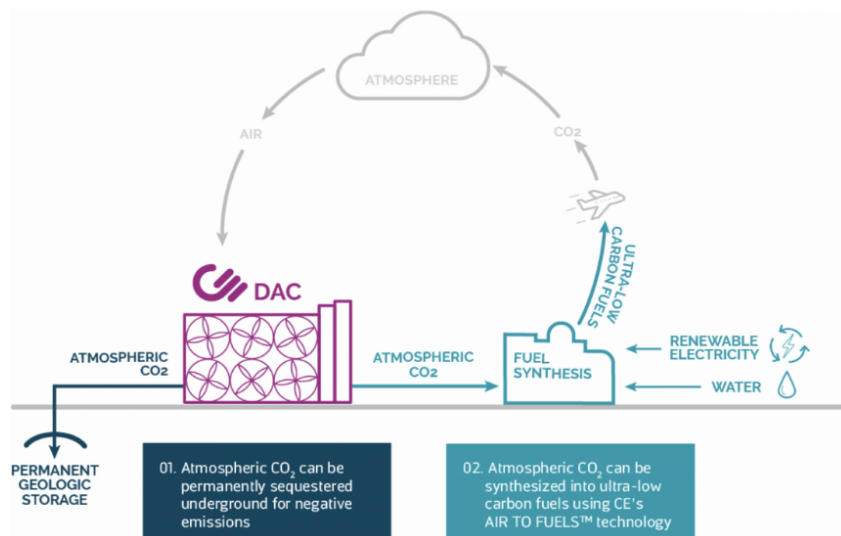 ATMOSPHERE
AIR
CO2
DAC
ULTRA-LOW
CARBON FUELS
ATMOSPHERIC
CO2
ATMOSPHERIC
CO2
FUEL
SYNTHESIS
RENEWABLE
ELECTRICITY
WATER
PERMANENT
GEOLOGIC
STORAGE
01. Atmospheric CO₂ can be
permanently sequestered
underground for negative
emissions
02. Atmospheric CO₂ can be
synthesized into ultra-low
carbon fuels using CE's
AIR TO FUELS™ technology